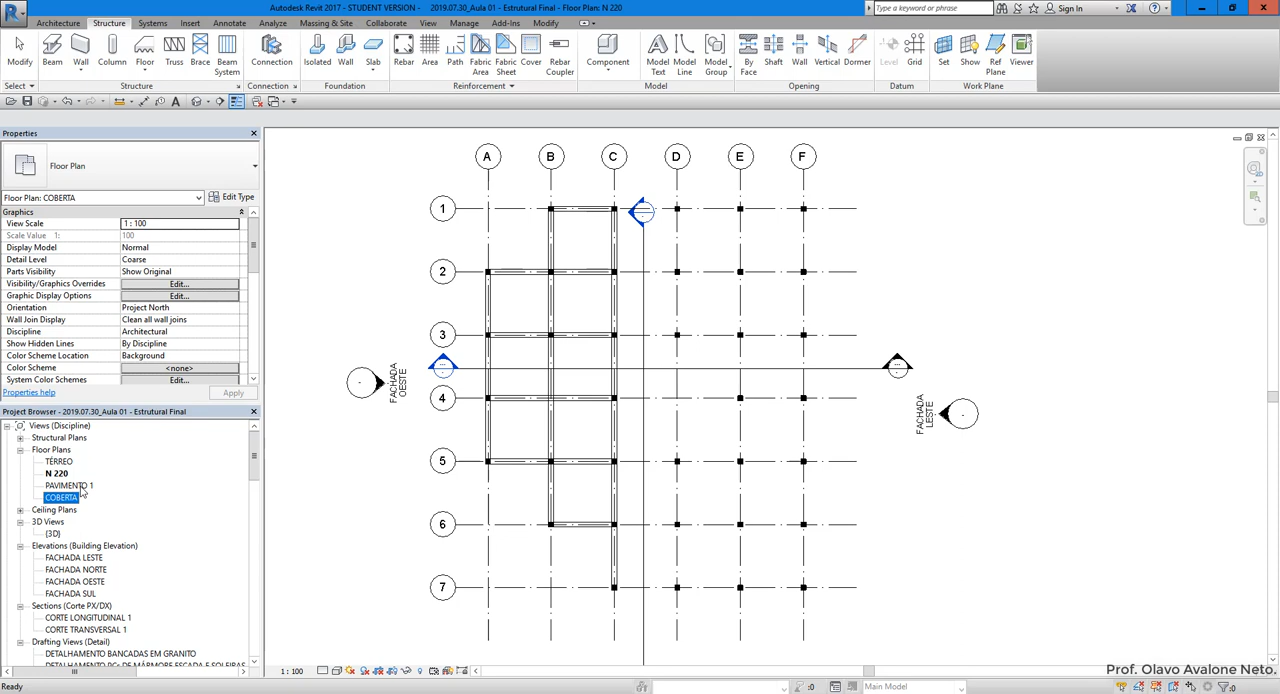 Autodesk Revit 2017 - STUDENT VERSION - 2019.07.30_Aula 01 - Estrutural Final - Floor Plan: N 220
Type a keyword or phrase
Sign In
Architecture Structure Systems Insert Annotate Analyze Massing & Site Collaborate View Manage Add-Ins Modify
Modify Beam Wall Column Floor Truss Brace Beam System Connection Isolated Wall Slab Rebar Area Path Fabric Area Fabric Sheet Cover Rebar Coupler Component Model Text Model Line Model Group By Face Shaft Wall Vertical Dormer Level Grid Set Show Ref Plane Viewer
Select Structure Connection Foundation Reinforcement Model Opening Datum Work Plane
Properties
Floor Plan
Floor Plan: COBERTA
Edit Type
Graphics
View Scale 1 : 100
Scale Value 1: 100
Display Model Normal
Detail Level Coarse
Parts Visibility Show Original
Visibility/Graphics Overrides Edit...
Graphic Display Options Edit...
Orientation Project North
Wall Join Display Clean all wall joins
Discipline Architectural
Show Hidden Lines By Discipline
Color Scheme Location Background
Color Scheme <none>
System Color Schemes Edit...
Properties help
Apply
Project Browser - 2019.07.30_Aula 01 - Estrutural Final
Views (Discipline)
Structural Plans
Floor Plans
TÉRREO
N 220
PAVIMENTO 1
COBERTA
Ceiling Plans
3D Views
{3D}
Elevations (Building Elevation)
FACHADA LESTE
FACHADA NORTE
FACHADA OESTE
FACHADA SUL
Sections (Corte PX/DX)
CORTE LONGITUDINAL 1
CORTE TRANSVERSAL 1
Drafting Views (Detail)
DETALHAMENTO BANCADAS EM GRANITO
DETALHAMENTO PCs DE MÁRMORE ESCADA E SOLEIRAS
A B C D E F
1
2
3
4
5
6
7
FACHADA
OESTE
FACHADA
LESTE
1 : 100
Prof. Olavo Avalone Neto.
Ready
:0
Main Model
:0